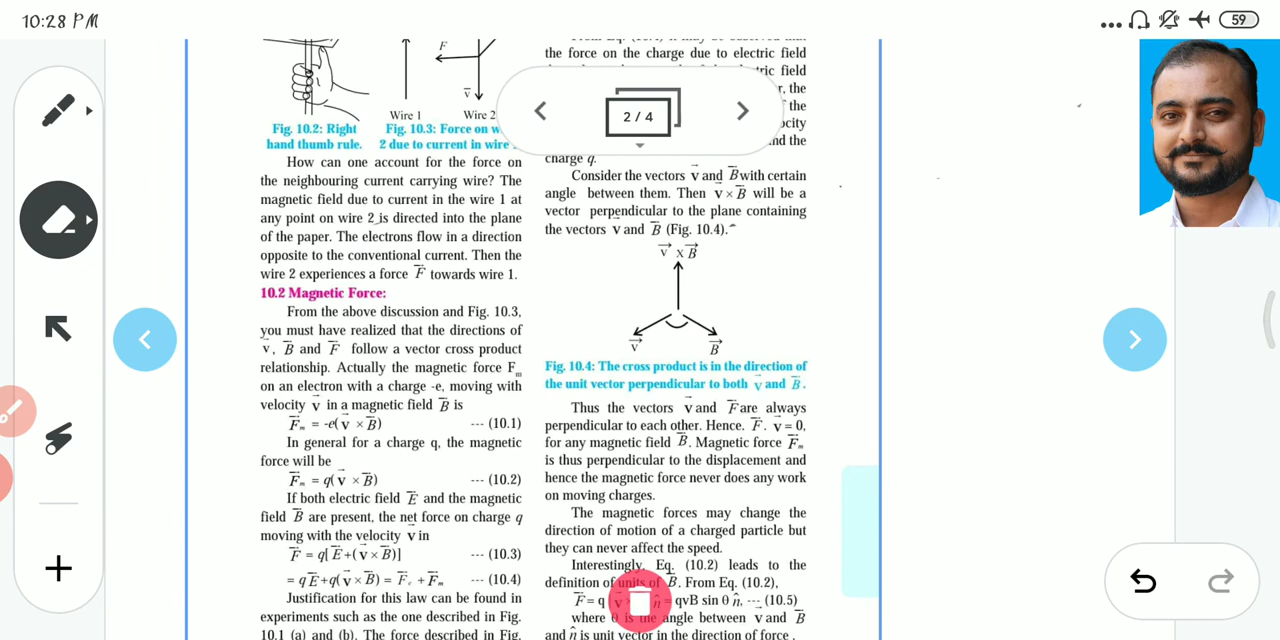 10:28 PM
59
2 / 4
F
v
Wire 1 Wire 2
Fig. 10.2: Right
hand thumb rule.
Fig. 10.3: Force on
2 due to current in wire
How can one account for the force on
the neighbouring current carrying wire? The
magnetic field due to current in the wire 1 at
any point on wire 2 is directed into the plane
of the paper. The electrons flow in a direction
opposite to the conventional current. Then the
wire 2 experiences a force F⃗ towards wire 1.
10.2 Magnetic Force:
From the above discussion and Fig. 10.3,
you must have realized that the directions of
v⃗, B⃗ and F⃗ follow a vector cross product
relationship. Actually the magnetic force Fₘ
on an electron with a charge -e, moving with
velocity v⃗ in a magnetic field B⃗ is
F⃗ₘ = -e(v⃗ × B⃗) --- (10.1)
In general for a charge q, the magnetic
force will be
F⃗ₘ = q(v⃗ × B⃗) --- (10.2)
If both electric field E⃗ and the magnetic
field B⃗ are present, the net force on charge q
moving with the velocity v⃗ in
F⃗ = q[E⃗+(v⃗ × B⃗)] --- (10.3)
= qE⃗+q(v⃗ × B⃗) = F⃗ₑ + F⃗ₘ --- (10.4)
Justification for this law can be found in
experiments such as the one described in Fig.
10.1 (a) and (b). The force described in Fig.
the force on the charge due to electric field
field
the
the
and the
charge q.
Consider the vectors v⃗ and B⃗ with certain
angle between them. Then v⃗ × B⃗ will be a
vector perpendicular to the plane containing
the vectors v⃗ and B⃗ (Fig. 10.4).
v⃗ x B⃗
v⃗ B⃗
Fig. 10.4: The cross product is in the direction of
the unit vector perpendicular to both v⃗ and B⃗.
Thus the vectors v⃗ and F⃗ are always
perpendicular to each other. Hence. F⃗. v⃗ = 0,
for any magnetic field B⃗. Magnetic force F⃗ₘ
is thus perpendicular to the displacement and
hence the magnetic force never does any work
on moving charges.
The magnetic forces may change the
direction of motion of a charged particle but
they can never affect the speed.
Interestingly, Eq. (10.2) leads to the
definition of units of B⃗. From Eq. (10.2),
F⃗ = q v n̂ = qvB sin θ n̂, --- (10.5)
where θ is the angle between v⃗ and B⃗
and n̂ is unit vector in the direction of force .